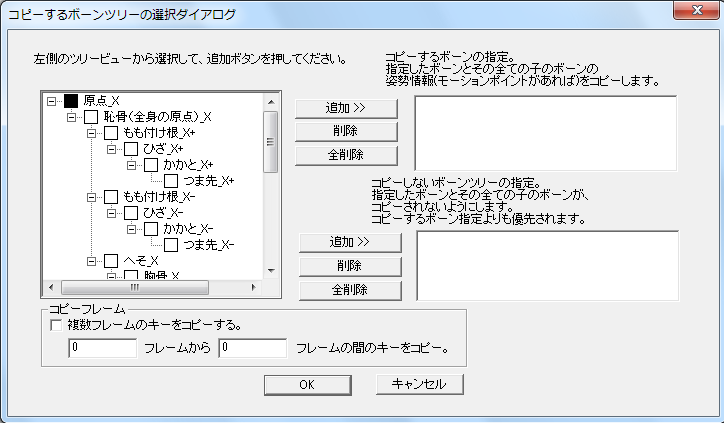 コピーするボーンツリーの選択ダイアログ
左側のツリービューから選択して、追加ボタンを押してください。
コピーするボーンの指定。
指定したボーンとその全ての子のボーンの
姿勢情報(モーションポイントがあれば)をコピーします。
原点_X
恥骨(全身の原点)_X
もも付け根_X+
ひざ_X+
かかと_X+
つま先_X+
もも付け根_X-
ひざ_X-
かかと_X-
つま先_X-
へそ_X
胸骨_X
追加 >>
削除
全削除
コピーしないボーンツリーの指定。
指定したボーンとその全ての子のボーンが、
コピーされないようにします。
コピーするボーン指定よりも優先されます。
追加 >>
削除
全削除
コピーフレーム
複数フレームのキーをコピーする。
0 フレームから 0 フレームの間のキーをコピー。
OK キャンセル